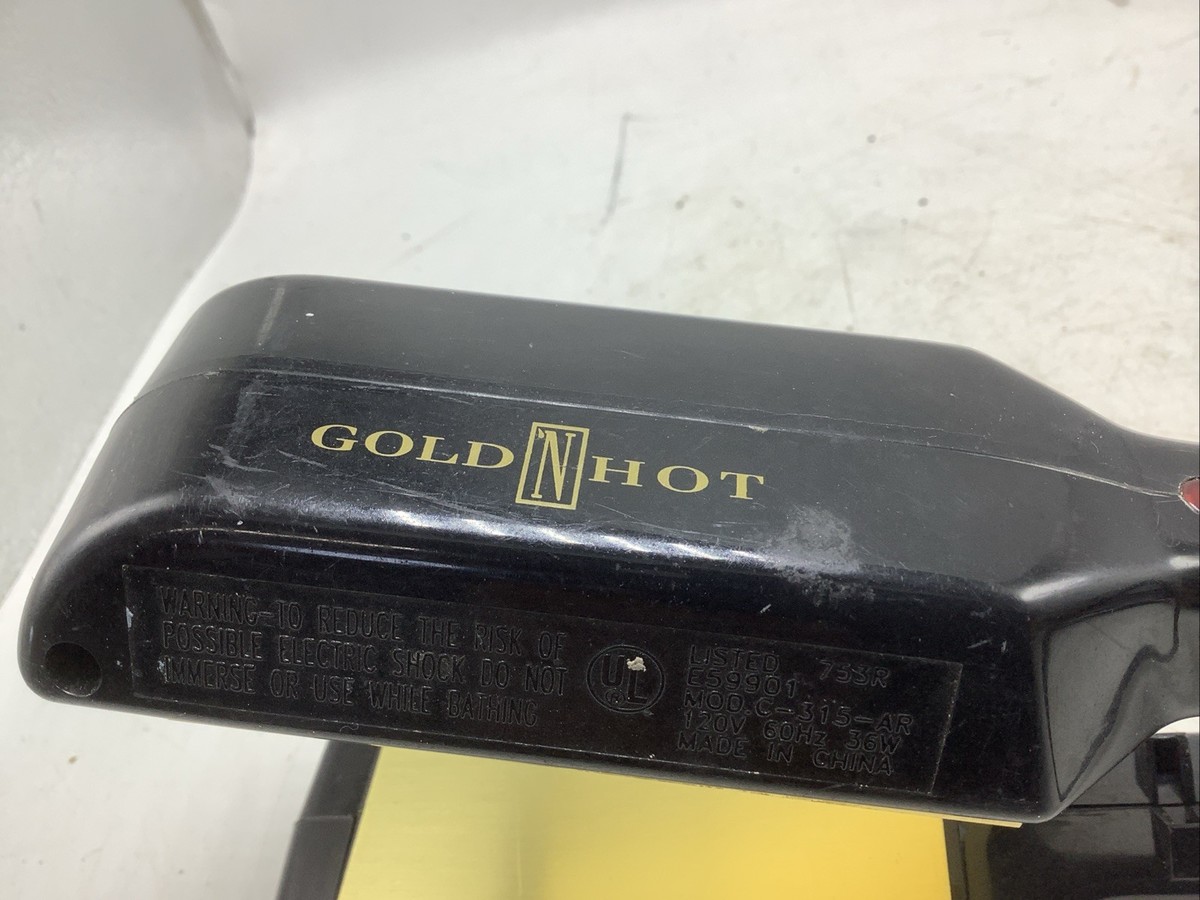 GOLD 'N HOT
WARNING-TO REDUCE THE RISK OF
POSSIBLE ELECTRIC SHOCK DO NOT
IMMERSE OR USE WHILE BATHING
UL
LISTED 753R
E59901
MOD.C-315-AR
120V 60Hz 36W
MADE IN CHINA